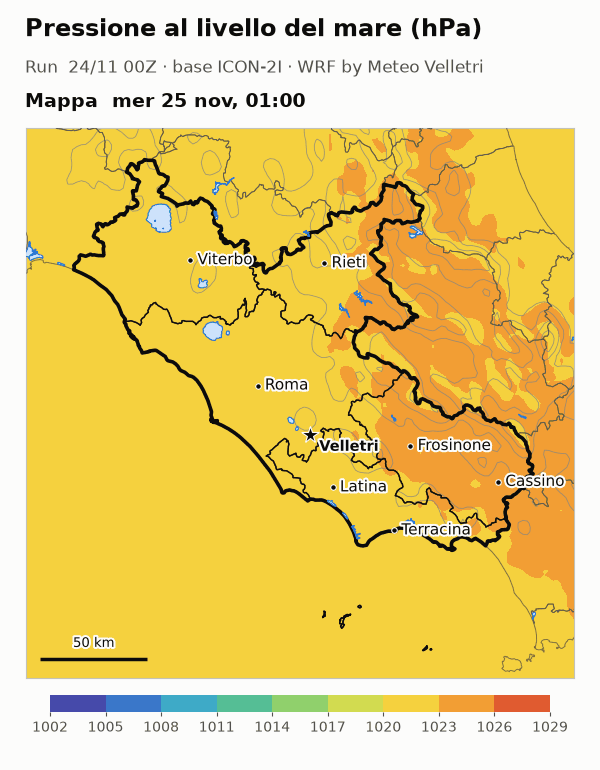 Pressione al livello del mare (hPa)
Run  24/11 00Z · base ICON-2I · WRF by Meteo Velletri
Mappa  mer 25 nov, 01:00
Viterbo
Rieti
Roma
Velletri
Frosinone
Cassino
Latina
Terracina
50 km
1002 1005 1008 1011 1014 1017 1020 1023 1026 1029